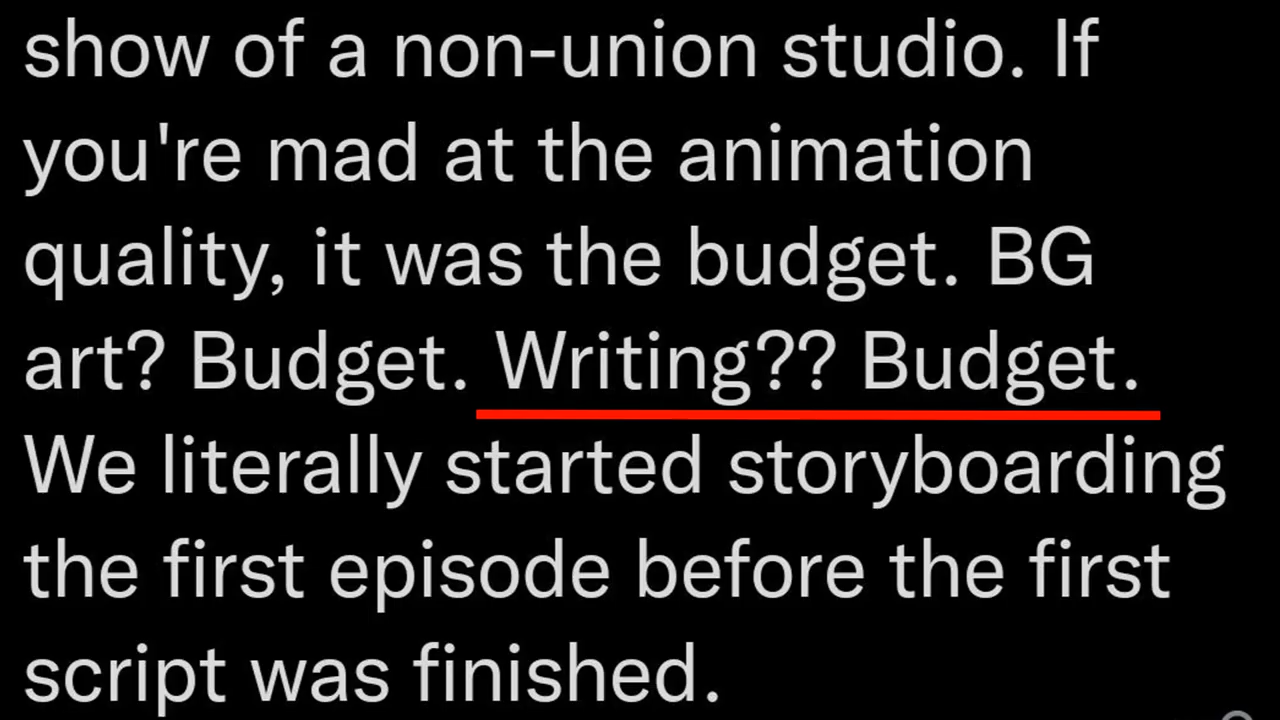 show of a non-union studio. If
you're mad at the animation
quality, it was the budget. BG
art? Budget. Writing?? Budget.
We literally started storyboarding
the first episode before the first
script was finished.